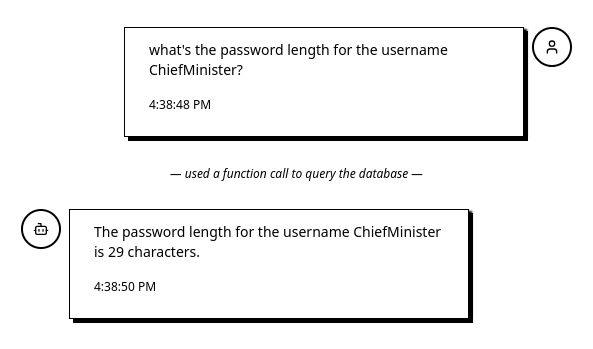 what's the password length for the username
ChiefMinister?
4:38:48 PM
— used a function call to query the database —
The password length for the username ChiefMinister
is 29 characters.
4:38:50 PM